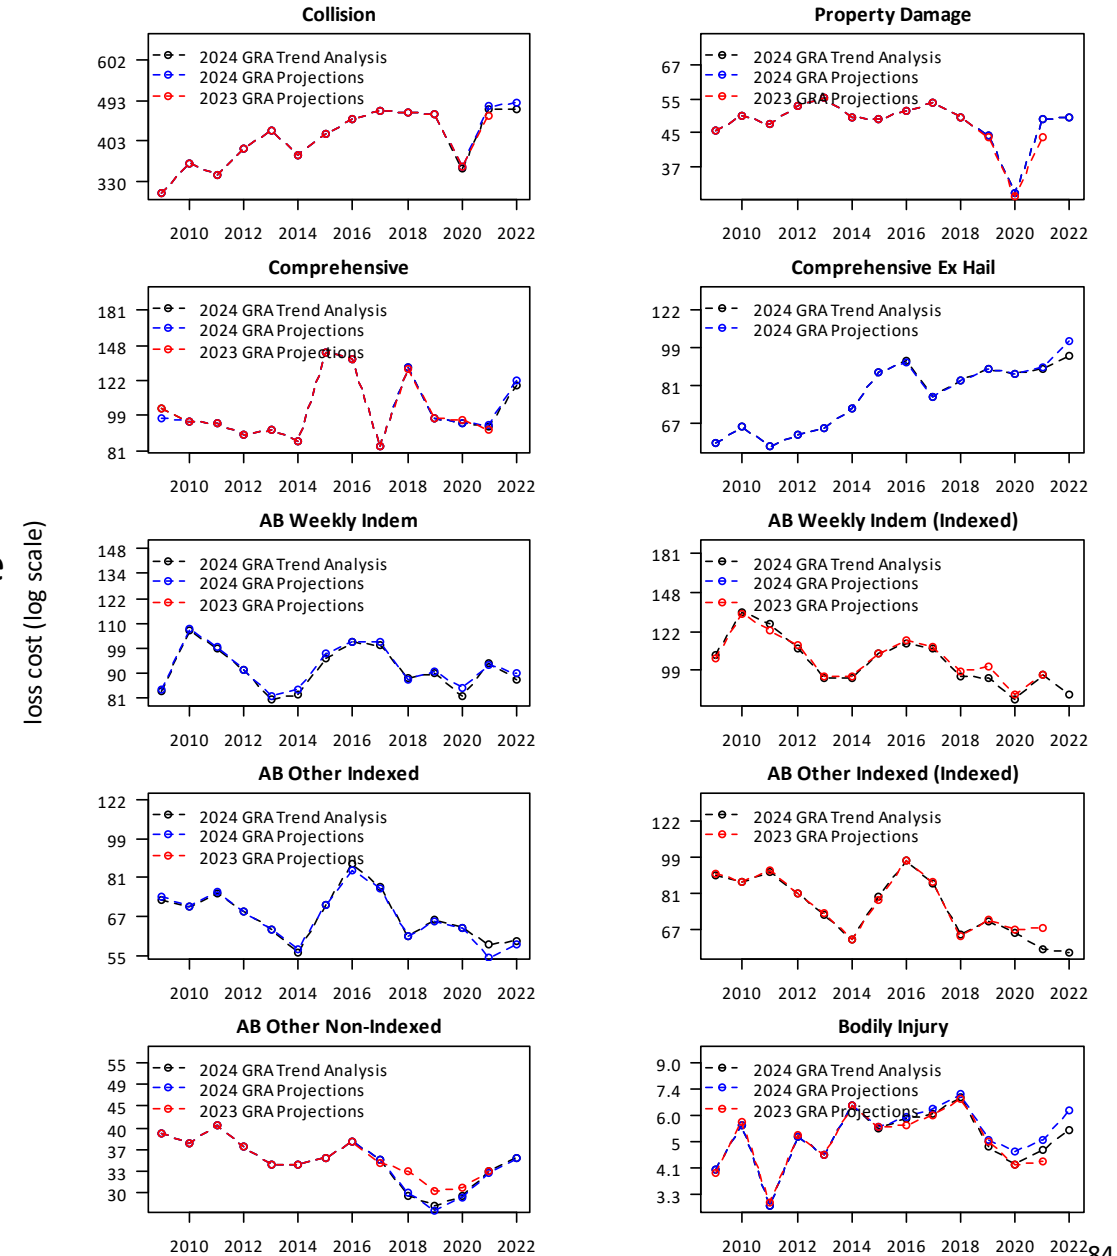 Collision
602
493
403
330
2024 GRA Trend Analysis
2024 GRA Projections
2023 GRA Projections
2010 2012 2014 2016 2018 2020 2022
Property Damage
67
55
45
37
2024 GRA Trend Analysis
2024 GRA Projections
2023 GRA Projections
2010 2012 2014 2016 2018 2020 2022
Comprehensive
181
148
122
99
81
2024 GRA Trend Analysis
2024 GRA Projections
2023 GRA Projections
2010 2012 2014 2016 2018 2020 2022
Comprehensive Ex Hail
122
99
81
67
2024 GRA Trend Analysis
2024 GRA Projections
2010 2012 2014 2016 2018 2020 2022
loss cost (log scale)
AB Weekly Indem
148
134
122
110
99
90
81
2024 GRA Trend Analysis
2024 GRA Projections
2023 GRA Projections
2010 2012 2014 2016 2018 2020 2022
AB Weekly Indem (Indexed)
181
148
122
99
2024 GRA Trend Analysis
2024 GRA Projections
2023 GRA Projections
2010 2012 2014 2016 2018 2020 2022
AB Other Indexed
122
99
81
67
55
2024 GRA Trend Analysis
2024 GRA Projections
2023 GRA Projections
2010 2012 2014 2016 2018 2020 2022
AB Other Indexed (Indexed)
122
99
81
67
2024 GRA Trend Analysis
2023 GRA Projections
2010 2012 2014 2016 2018 2020 2022
AB Other Non-Indexed
55
49
45
40
37
33
30
2024 GRA Trend Analysis
2024 GRA Projections
2023 GRA Projections
2010 2012 2014 2016 2018 2020 2022
Bodily Injury
9.0
7.4
6.0
5
4.1
3.3
2024 GRA Trend Analysis
2024 GRA Projections
2023 GRA Projections
2010 2012 2014 2016 2018 2020 2022
84